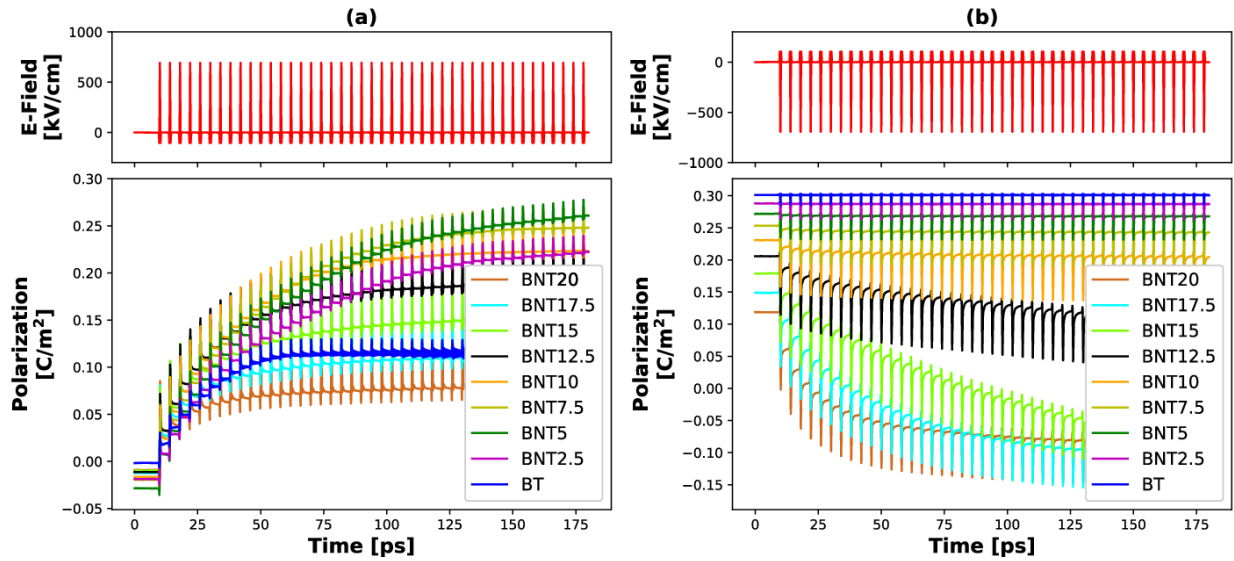 (a)
E-Field
[kV/cm]
1000
500
0
Polarization
[C/m²]
0.30
0.25
0.20
0.15
0.10
0.05
0.00
−0.05
BNT20
BNT17.5
BNT15
BNT12.5
BNT10
BNT7.5
BNT5
BNT2.5
BT
0 25 50 75 100 125 150 175
Time [ps]
(b)
E-Field
[kV/cm]
0
−500
−1000
Polarization
[C/m²]
0.30
0.25
0.20
0.15
0.10
0.05
0.00
−0.05
−0.10
−0.15
BNT20
BNT17.5
BNT15
BNT12.5
BNT10
BNT7.5
BNT5
BNT2.5
BT
0 25 50 75 100 125 150 175
Time [ps]